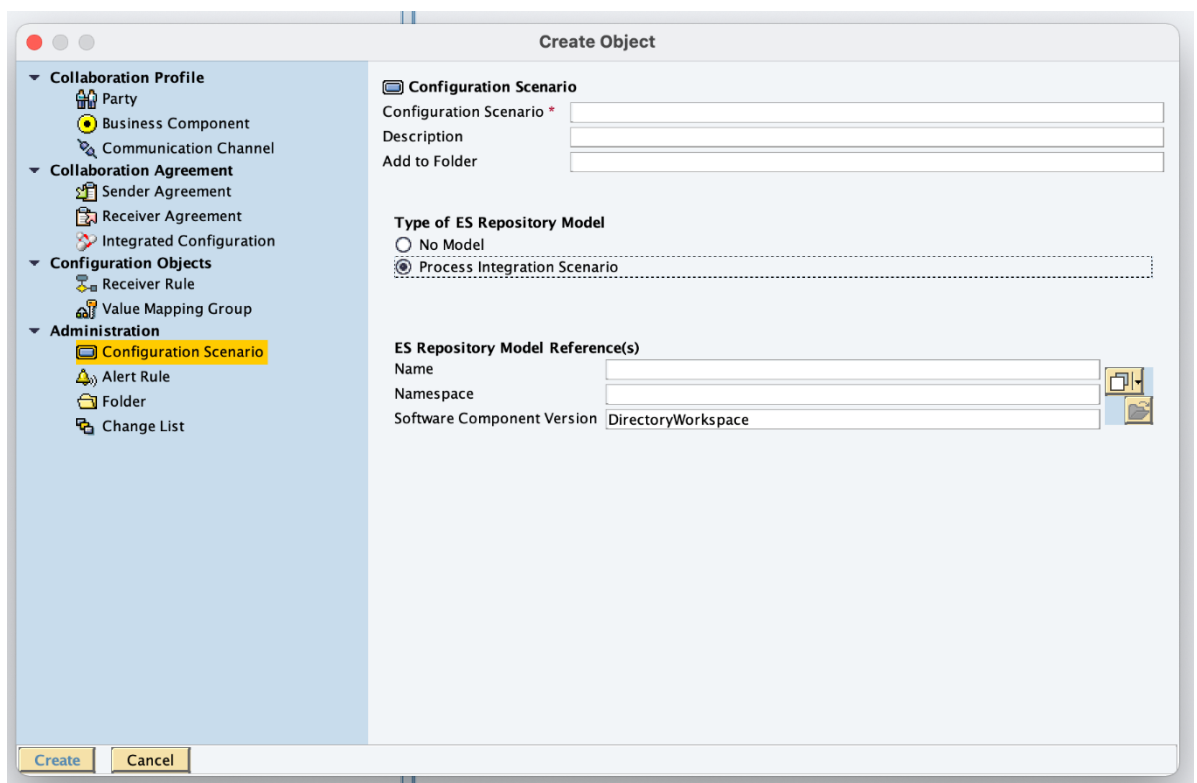 Create Object
Collaboration Profile
Party
Business Component
Communication Channel
Collaboration Agreement
Sender Agreement
Receiver Agreement
Integrated Configuration
Configuration Objects
Receiver Rule
Value Mapping Group
Administration
Configuration Scenario
Alert Rule
Folder
Change List
Configuration Scenario
Configuration Scenario *
Description
Add to Folder
Type of ES Repository Model
No Model
Process Integration Scenario
ES Repository Model Reference(s)
Name
Namespace
Software Component Version DirectoryWorkspace
Create Cancel